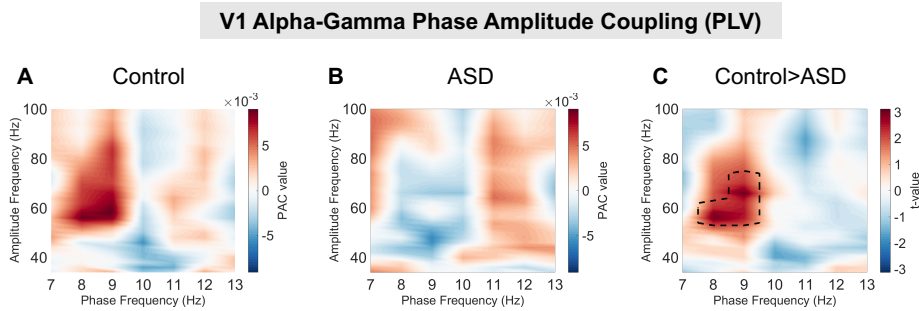 V1 Alpha-Gamma Phase Amplitude Coupling (PLV)
A Control
×10⁻³
100
80
60
40
Amplitude Frequency (Hz)
7 8 9 10 11 12 13
Phase Frequency (Hz)
5
0
-5
PAC value
B ASD
×10⁻³
100
80
60
40
Amplitude Frequency (Hz)
7 8 9 10 11 12 13
Phase Frequency (Hz)
5
0
-5
PAC value
C Control>ASD
100
80
60
40
Amplitude Frequency (Hz)
7 8 9 10 11 12 13
Phase Frequency (Hz)
3
2
1
0
-1
-2
-3
t-value